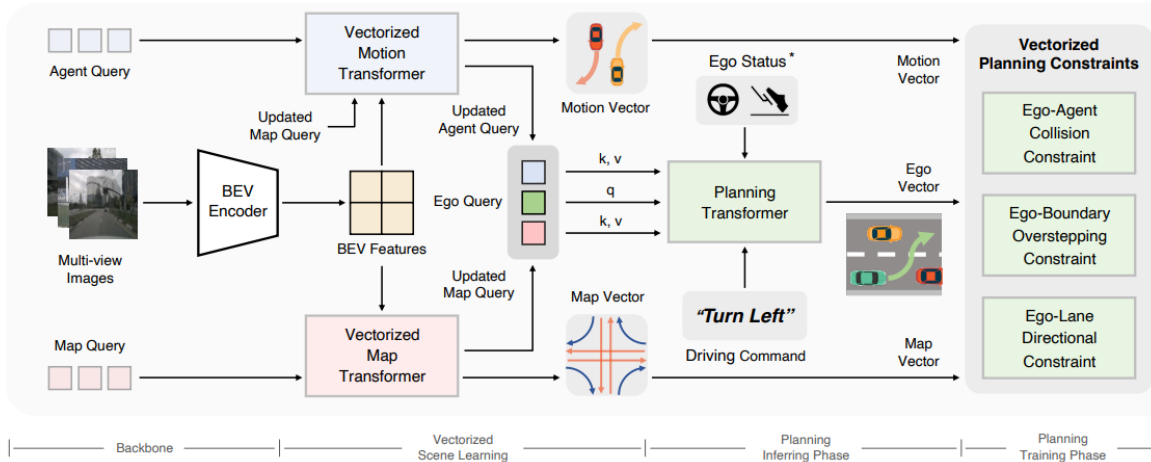 Agent Query
Vectorized
Motion
Transformer
Updated
Map Query
Motion Vector
Updated
Agent Query
Ego Status*
Motion
Vector
Vectorized
Planning Constraints
Ego-Agent
Collision
Constraint
Multi-view
Images
BEV
Encoder
BEV Features
Ego Query
k, v
q
k, v
Planning
Transformer
Ego
Vector
Ego-Boundary
Overstepping
Constraint
Updated
Map Query
Map Query
Vectorized
Map
Transformer
Map Vector
“Turn Left”
Driving Command
Map
Vector
Ego-Lane
Directional
Constraint
Backbone
Vectorized
Scene Learning
Planning
Inferring Phase
Planning
Training Phase